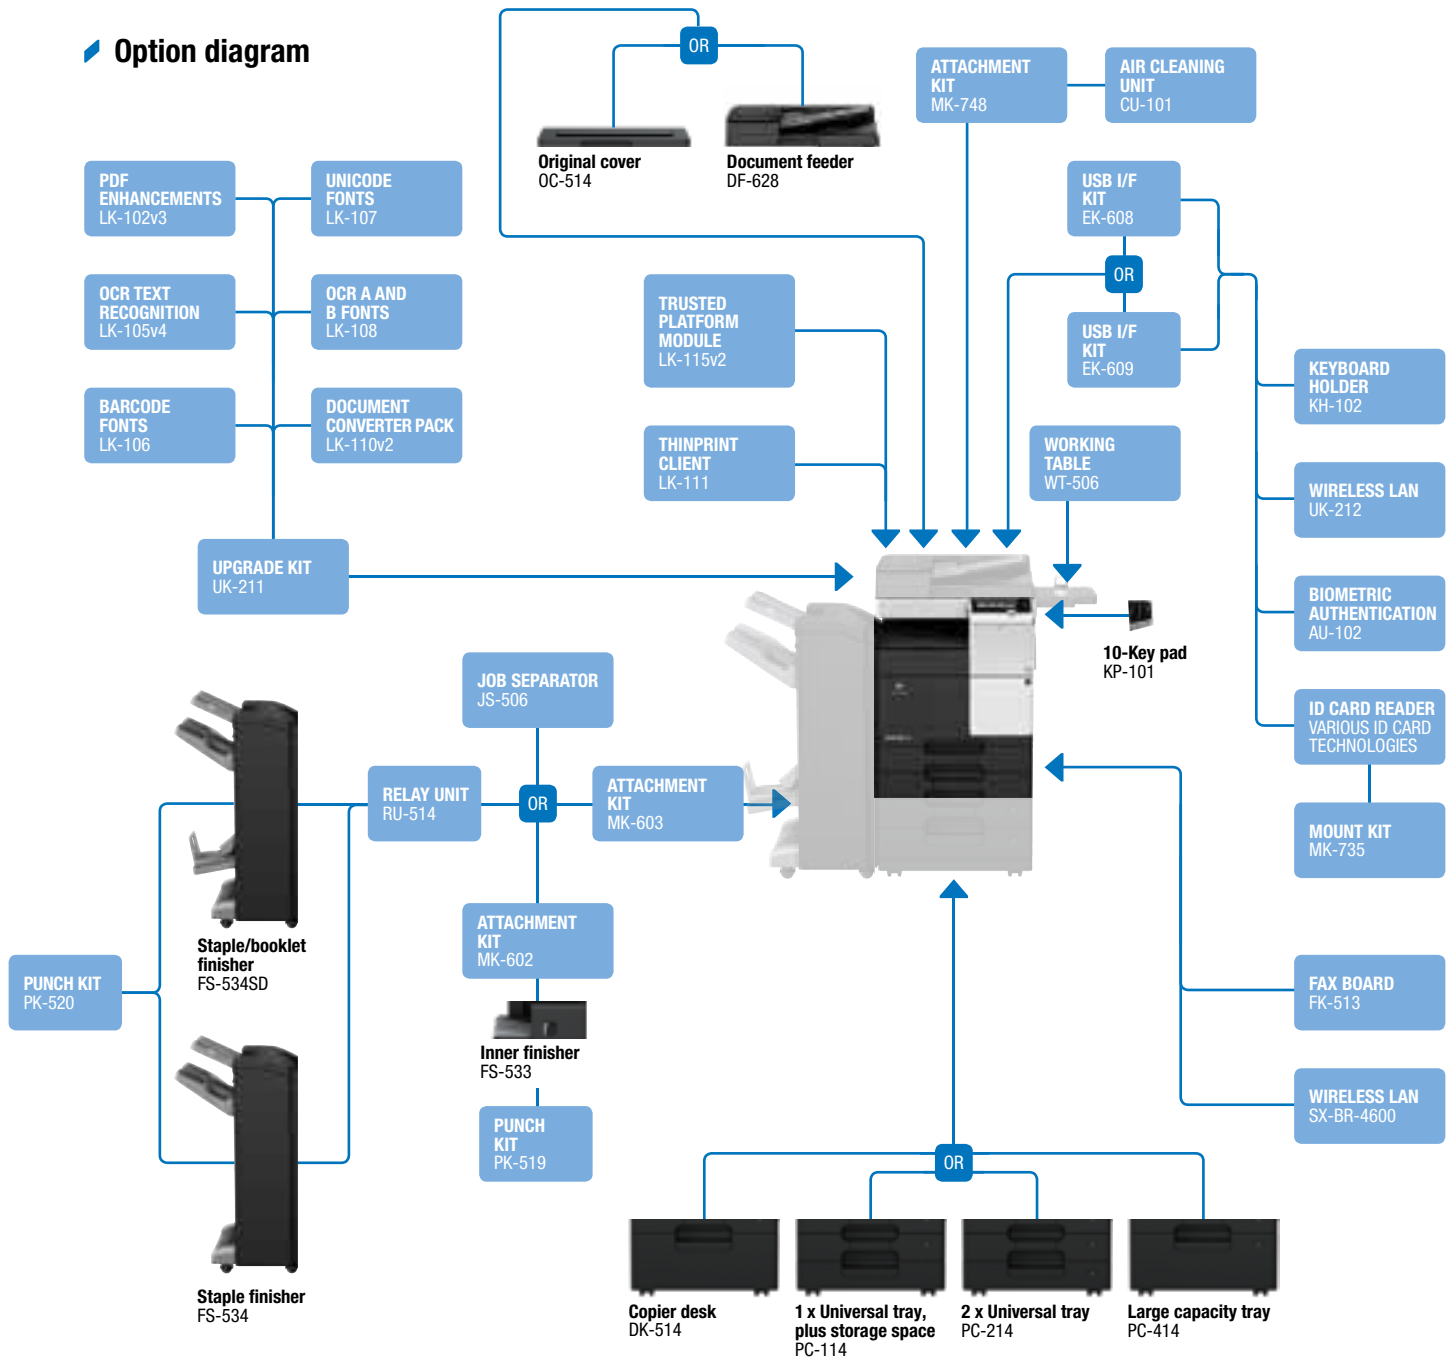 Option diagram
OR
Original cover
OC-514
Document feeder
DF-628
ATTACHMENT
KIT
MK-748
AIR CLEANING
UNIT
CU-101
PDF
ENHANCEMENTS
LK-102v3
UNICODE
FONTS
LK-107
OCR TEXT
RECOGNITION
LK-105v4
OCR A AND
B FONTS
LK-108
BARCODE
FONTS
LK-106
DOCUMENT
CONVERTER PACK
LK-110v2
UPGRADE KIT
UK-211
TRUSTED
PLATFORM
MODULE
LK-115v2
THINPRINT
CLIENT
LK-111
USB I/F
KIT
EK-608
OR
USB I/F
KIT
EK-609
WORKING
TABLE
WT-506
KEYBOARD
HOLDER
KH-102
WIRELESS LAN
UK-212
BIOMETRIC
AUTHENTICATION
AU-102
ID CARD READER
VARIOUS ID CARD
TECHNOLOGIES
MOUNT KIT
MK-735
10-Key pad
KP-101
JOB SEPARATOR
JS-506
RELAY UNIT
RU-514
OR
ATTACHMENT
KIT
MK-603
ATTACHMENT
KIT
MK-602
Inner finisher
FS-533
PUNCH
KIT
PK-519
Staple/booklet
finisher
FS-534SD
PUNCH KIT
PK-520
Staple finisher
FS-534
FAX BOARD
FK-513
WIRELESS LAN
SX-BR-4600
OR
Copier desk
DK-514
1 x Universal tray,
plus storage space
PC-114
2 x Universal tray
PC-214
Large capacity tray
PC-414